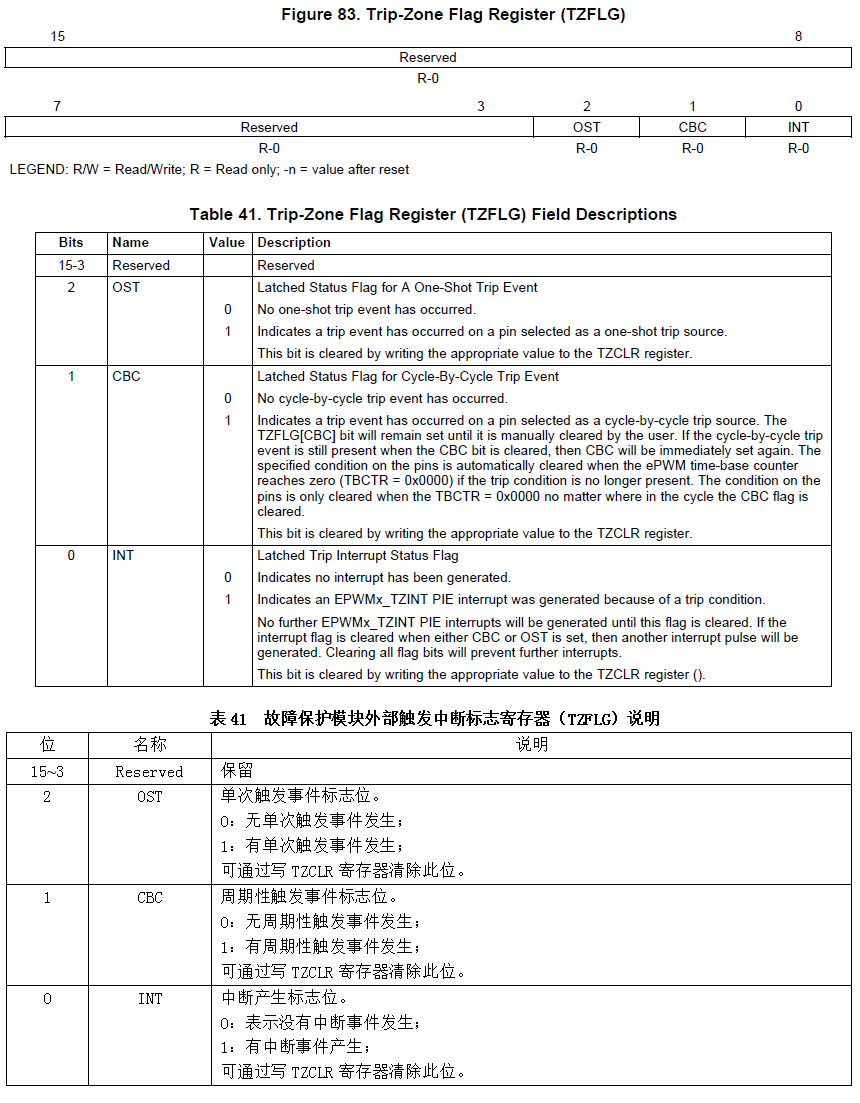 Figure 83. Trip-Zone Flag Register (TZFLG)
15 8
Reserved
R-0
7 3 2 1 0
Reserved OST CBC INT
R-0 R-0 R-0 R-0
LEGEND: R/W = Read/Write; R = Read only; -n = value after reset
Table 41. Trip-Zone Flag Register (TZFLG) Field Descriptions
Bits Name Value Description
15-3 Reserved Reserved
2 OST Latched Status Flag for A One-Shot Trip Event
0 No one-shot trip event has occurred.
1 Indicates a trip event has occurred on a pin selected as a one-shot trip source.
This bit is cleared by writing the appropriate value to the TZCLR register.
1 CBC Latched Status Flag for Cycle-By-Cycle Trip Event
0 No cycle-by-cycle trip event has occurred.
1 Indicates a trip event has occurred on a pin selected as a cycle-by-cycle trip source. The
TZFLG[CBC] bit will remain set until it is manually cleared by the user. If the cycle-by-cycle trip
event is still present when the CBC bit is cleared, then CBC will be immediately set again. The
specified condition on the pins is automatically cleared when the ePWM time-base counter
reaches zero (TBCTR = 0x0000) if the trip condition is no longer present. The condition on the
pins is only cleared when the TBCTR = 0x0000 no matter where in the cycle the CBC flag is
cleared.
This bit is cleared by writing the appropriate value to the TZCLR register.
0 INT Latched Trip Interrupt Status Flag
0 Indicates no interrupt has been generated.
1 Indicates an EPWMx_TZINT PIE interrupt was generated because of a trip condition.
No further EPWMx_TZINT PIE interrupts will be generated until this flag is cleared. If the
interrupt flag is cleared when either CBC or OST is set, then another interrupt pulse will be
generated. Clearing all flag bits will prevent further interrupts.
This bit is cleared by writing the appropriate value to the TZCLR register ().
表 41 故障保护模块外部触发中断标志寄存器（TZFLG）说明
位 名称 说明
15~3 Reserved 保留
2 OST 单次触发事件标志位。
0：无单次触发事件发生；
1：有单次触发事件发生；
可通过写 TZCLR 寄存器清除此位。
1 CBC 周期性触发事件标志位。
0：无周期性触发事件发生；
1：有周期性触发事件发生；
可通过写 TZCLR 寄存器清除此位。
0 INT 中断产生标志位。
0：表示没有中断事件发生；
1：有中断事件产生；
可通过写 TZCLR 寄存器清除此位。